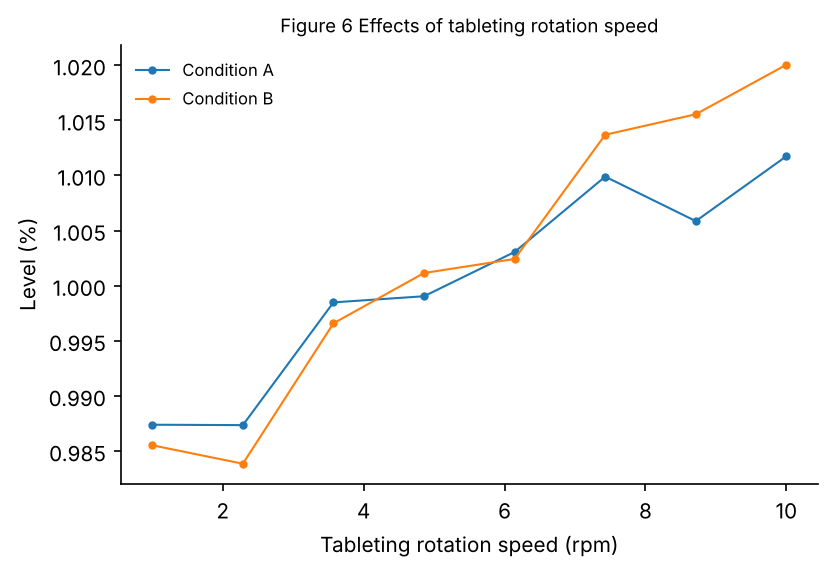 Figure 6 Effects of tableting rotation speed
Condition A
Condition B
1.020
1.015
1.010
1.005
1.000
0.995
0.990
0.985
Level (%)
2 4 6 8 10
Tableting rotation speed (rpm)